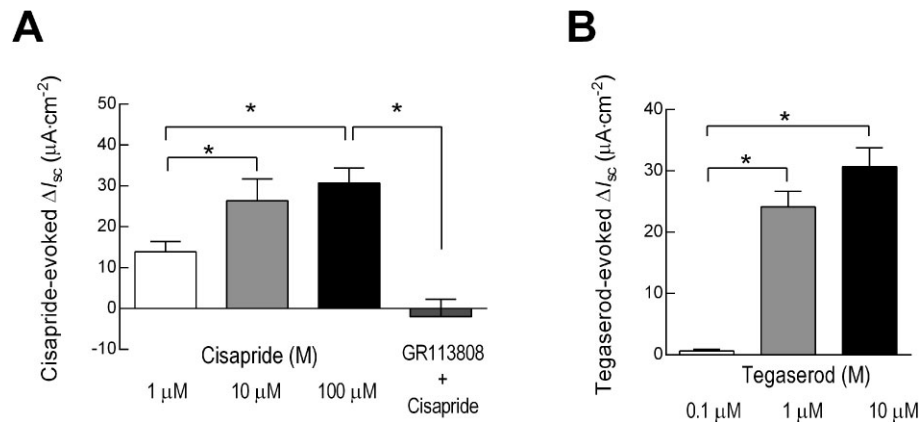 A
Cisapride-evoked ΔIsc (μA·cm-2)
50
40
30
20
10
0
-10
*
*
*
Cisapride (M)
1 μM 10 μM 100 μM
GR113808
+
Cisapride
B
Tegaserod-evoked ΔIsc (μA·cm-2)
40
30
20
10
0
*
*
Tegaserod (M)
0.1 μM 1 μM 10 μM